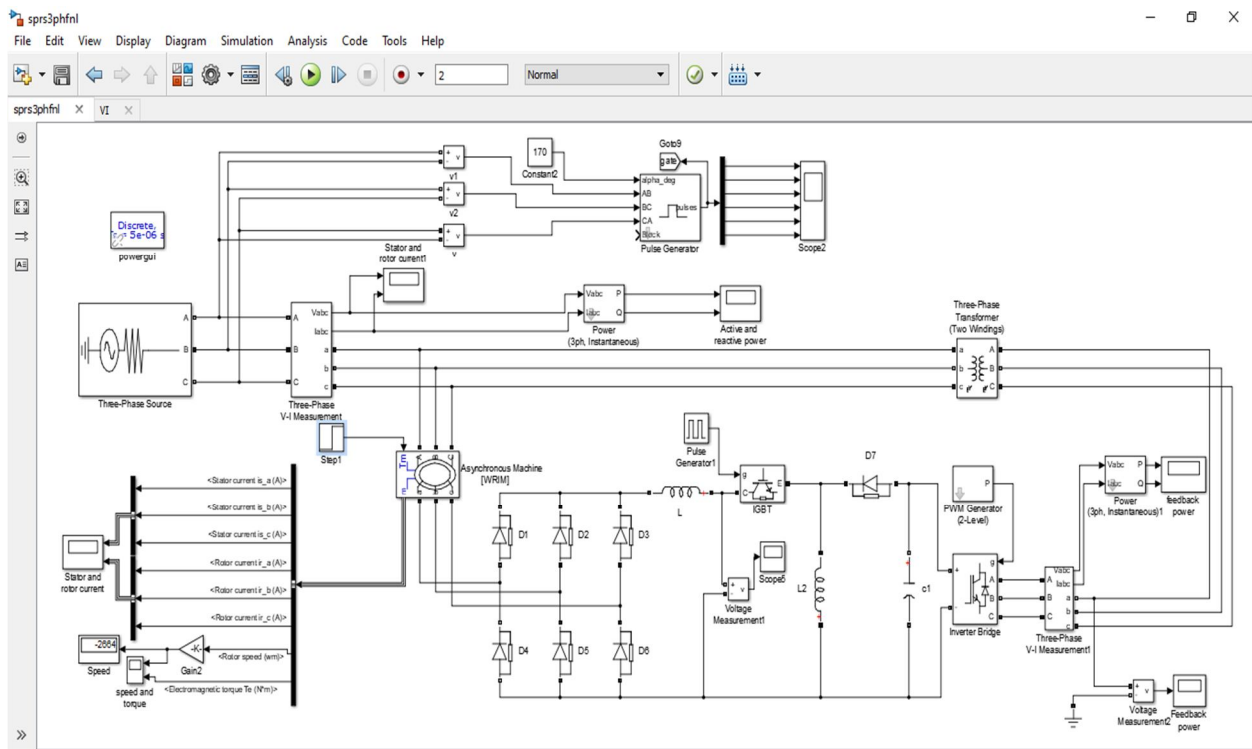 sprs3phfnl
File Edit View Display Diagram Simulation Analysis Code Tools Help
2
Normal
sprs3phfnl
VI
Discrete,
5e-06 s
powergui
v1
v2
v
+
-
v
+
-
v
+
-
v
170
Constant2
Goto9
gate
alpha_deg
AB
BC
CA
Block
pulses
Pulse Generator
Scope2
Stator and
rotor current1
A
B
C
Three-Phase Source
A
B
C
Vabc
Iabc
a
b
c
Three-Phase
V-I Measurement
Vabc
Iabc
P
Q
Power
(3ph, Instantaneous)
Active and
reactive power
Three-Phase
Transformer
(Two Windings)
a
b
c
A
B
C
Step1
Tm
m
Asynchronous Machine
[WRIM]
<Stator current is_a (A)>
<Stator current is_b (A)>
<Stator current is_c (A)>
<Rotor current ir_a (A)>
<Rotor current ir_b (A)>
<Rotor current ir_c (A)>
<Rotor speed (wm)>
<Electromagnetic torque Te (N*m)>
Stator and
rotor current
-2664
Speed
-K-
Gain2
speed and
torque
D1
D2
D3
D4
D5
D6
L
Pulse
Generator1
g
C
E
IGBT
Scope5
+
-
v
Voltage
Measurement1
L2
D7
c1
P
PWM Generator
(2-Level)
g
+
-
A
B
C
Inverter Bridge
A
B
C
Vabc
Iabc
a
b
c
Three-Phase
V-I Measurement1
Vabc
Iabc
P
Q
Power
(3ph, Instantaneous)1
feedback
power
+
-
v
Voltage
Measurement2
Feedback
power